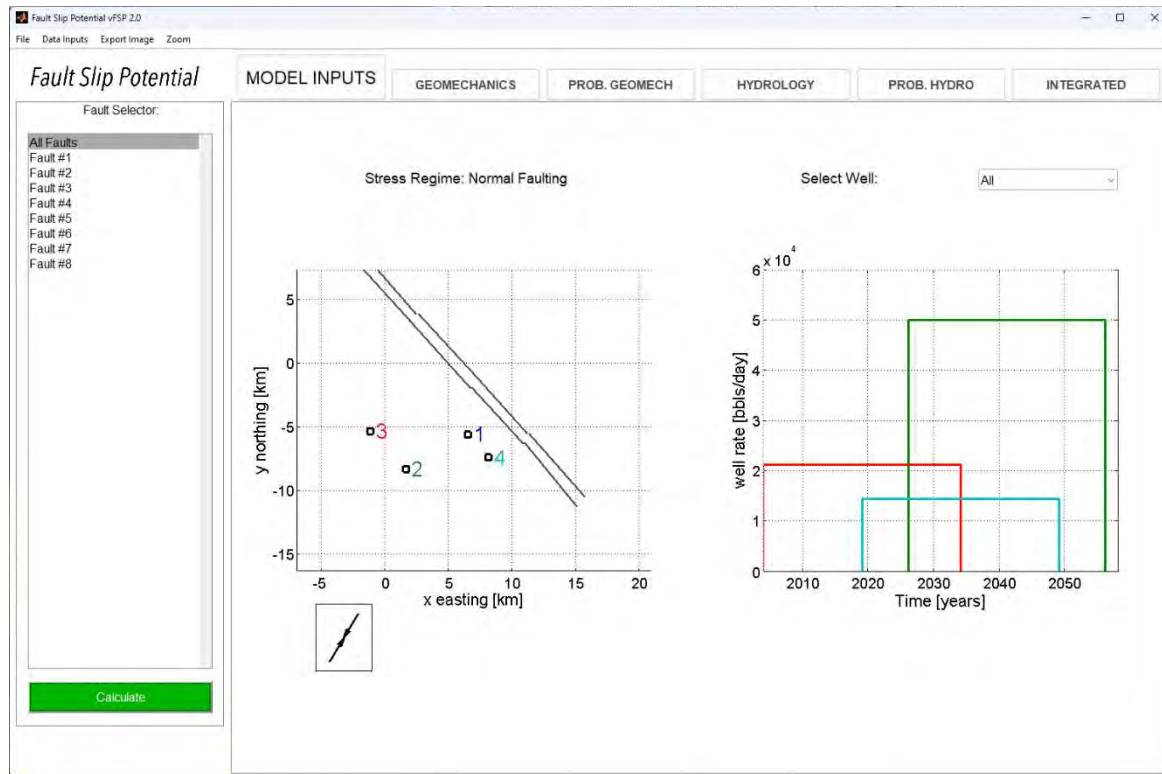 Fault Slip Potential vFSP 2.0
File Data Inputs Export Image Zoom
Fault Slip Potential
MODEL INPUTS
GEOMECHANICS
PROB. GEOMECH
HYDROLOGY
PROB. HYDRO
INTEGRATED
Fault Selector:
All Faults
Fault #1
Fault #2
Fault #3
Fault #4
Fault #5
Fault #6
Fault #7
Fault #8
Calculate
Stress Regime: Normal Faulting
5
0
-5
-10
-15
y northing [km]
3
1
2
4
-5 0 5 10 15 20
x easting [km]
Select Well:
All
x 10^4
6
5
4
3
2
1
0
well rate [bbls/day]
2010 2020 2030 2040 2050
Time [years]